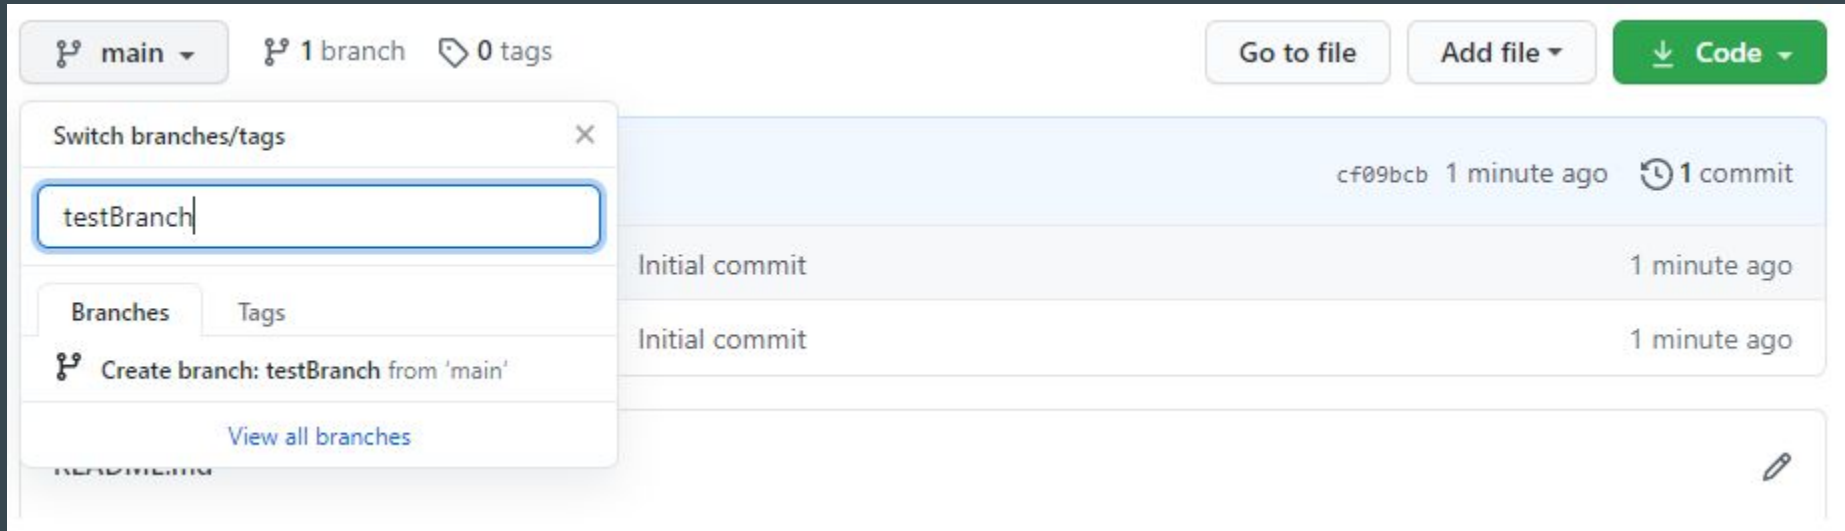 main 1 branch 0 tags Go to file Add file Code
Switch branches/tags
cf09bcb 1 minute ago 1 commit
testBranch
Initial commit 1 minute ago
Branches Tags
Initial commit 1 minute ago
Create branch: testBranch from 'main'
View all branches
README.md